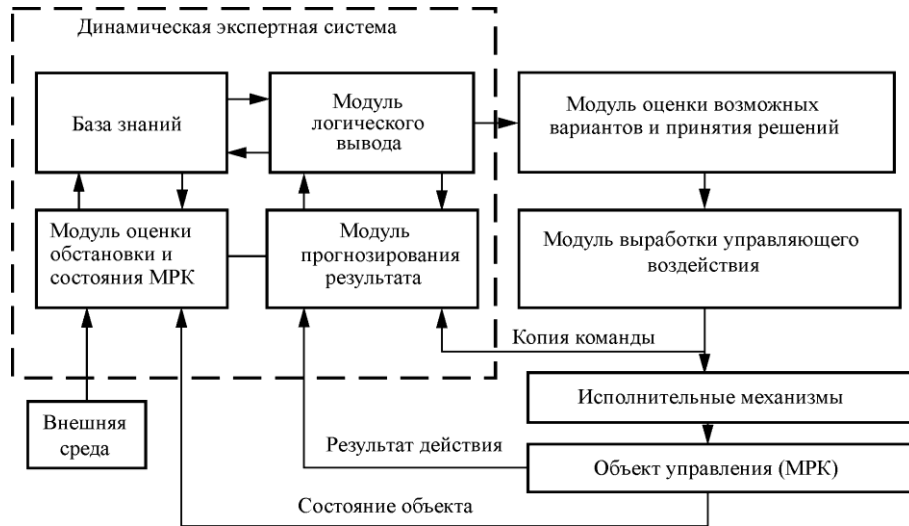 Динамическая экспертная система
База знаний
Модуль
логического
вывода
Модуль оценки возможных
вариантов и принятия решений
Модуль оценки
обстановки и
состояния МРК
Модуль
прогнозирования
результата
Модуль выработки управляющего
воздействия
Копия команды
Исполнительные механизмы
Внешняя
среда
Результат действия
Объект управления (МРК)
Состояние объекта